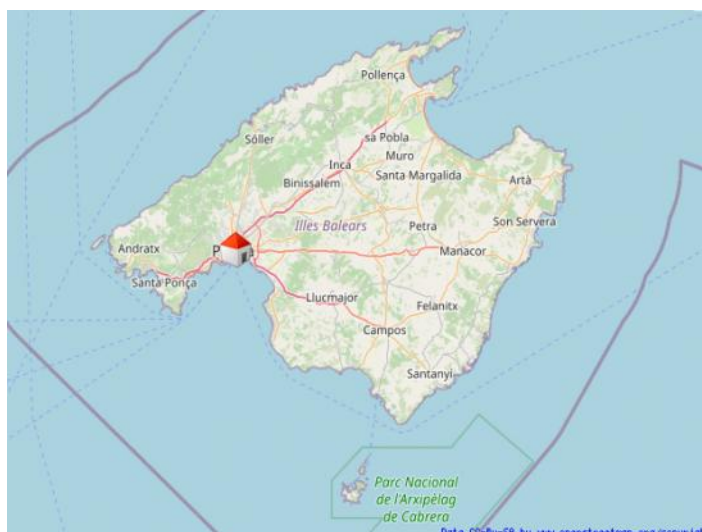 Pollença
Sóller
sa Pobla
Inca
Muro
Binissalem
Santa Margalida
Artà
Illes Balears
Petra
Son Servera
Andratx
P
Manacor
Santa Ponça
Llucmajor
Felanitx
Campos
Santanyí
Parc Nacional
de l'Arxipèlag
de Cabrera